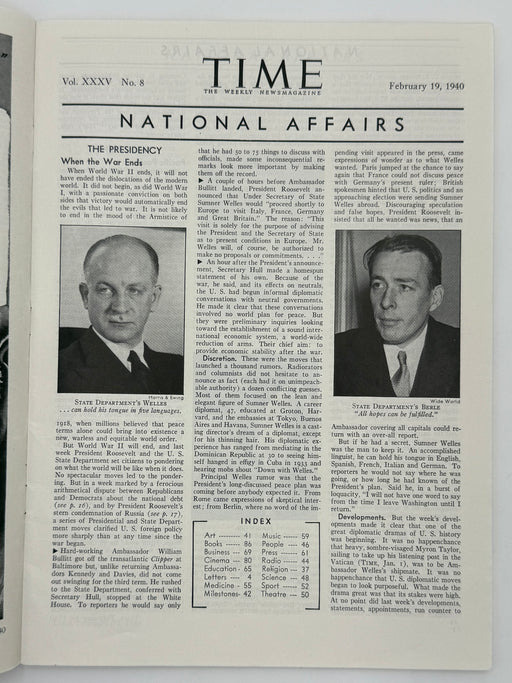 Vol. XXXV No. 8
TIME
THE WEEKLY NEWSMAGAZINE
February 19, 1940
NATIONAL AFFAIRS
THE PRESIDENCY
When the War Ends
When World War II ends, it will not
have ended the dislocations of the modern
world. It did not begin, as did World War
I, with a passionate conviction on both
sides that victory would automatically end
the evils that led to war. It is not likely
to end in the mood of the Armistice of
Harris & Ewing
STATE DEPARTMENT'S WELLES
. . . can hold his tongue in five languages.
1918, when millions believed that peace
terms alone could bring into existence a
new, warless and equitable world order.
But World War II will end, and last
week President Roosevelt and the U. S.
State Department set citizens to pondering
on what the world will be like when it does.
No spectacular moves led to the ponder-
ing. But in a week marked by a ferocious
arithmetical dispute between Republicans
and Democrats about the national debt
(see p. 16), and by President Roosevelt's
stern condemnation of Russia (see p. 17),
a series of Presidential and State Depart-
ment moves clarified U. S. foreign policy
more sharply than at any time since the
war began.
▶ Hard-working Ambassador William
Bullitt got off the transatlantic Clipper at
Baltimore but, unlike returning Ambassa-
dors Kennedy and Davies, did not come
out swinging for the third term. He rushed
to the State Department, conferred with
Secretary Hull, stopped at the White
House. To reporters he would say only
that he had 50 to 75 things to discuss with
officials, made some inconsequential re-
marks look more important by making
them off the record.
▶ A couple of hours before Ambassador
Bullitt landed, President Roosevelt an-
nounced that Under Secretary of State
Sumner Welles would "proceed shortly to
Europe to visit Italy, France, Germany
and Great Britain." The reason: "This
visit is solely for the purpose of advising
the President and the Secretary of State
as to present conditions in Europe. Mr.
Welles will, of course, be authorized to
make no proposals or commitments. . . ."
▶ An hour after the President's announce-
ment, Secretary Hull made a homespun
statement of his own. Because of the
war, he said, and its effects on neutrals,
the U. S. had begun informal diplomatic
conversations with neutral governments.
He made it clear that these conversations
involved no world plan for peace. But
they were preliminary inquiries looking
toward the establishment of a sound inter-
national economic system, a world-wide
reduction of arms. Their chief aim: to
provide economic stability after the war.
Discretion. These were the moves that
launched a thousand rumors. Radiorators
and columnists did not hesitate to an-
nounce as fact (each had it on unimpeach-
able authority) a dozen conflicting guesses.
Most of them focused on the lean and
elegant figure of Sumner Welles. A career
diplomat, 47, educated at Groton, Har-
vard, and the embassies at Tokyo, Buenos
Aires and Havana, Sumner Welles is a cast-
ing director's dream of a diplomat, except
for his thinning hair. His diplomatic ex-
perience has ranged from mediating in the
Dominican Republic at 30 to seeing him-
self hanged in effigy in Cuba in 1933 and
hearing mobs shout "Down with Welles."
Principal Welles rumor was that the
President's long-discussed peace plan was
coming before anybody expected it. From
Rome came expressions of skeptical inter-
est; from Berlin, where no word of the im-
INDEX
Art 41 Music 59
Books 86 People 46
Business 69 Press 61
Cinema 80 Radio 44
Education 65 Religion 37
Letters 4 Science 48
Medicine 55 Sport 52
Milestones 42 Theatre 50
pending visit appeared in the press, came
expressions of wonder as to what Welles
wanted. Paris jumped at the chance to say
again that France could not discuss peace
with Germany's present ruler; British
spokesmen hinted that U. S. politics and an
approaching election were sending Sumner
Welles abroad. Discouraging speculation
and false hopes, President Roosevelt in-
sisted that all he wanted was news, that an
Wide World
STATE DEPARTMENT'S BERLE
"All hopes can be fulfilled."
Ambassador covering all capitals could re-
turn with an over-all report.
But if he had a secret, Sumner Welles
was the man to keep it. An accomplished
linguist, he can hold his tongue in English,
Spanish, French, Italian and German. To
reporters he would not say where he was
going, or how long he had known of the
President's plan. Said he, in a burst of
loquacity, "I will not have one word to say
from the time I leave Washington until I
return."
Developments. But the week's devel-
opments made it clear that one of the
great diplomatic dramas of U. S. history
was beginning. It was no happenchance
that heavy, sombre-visaged Myron Taylor,
sailing to take up his listening post in the
Vatican (TIME, Jan. 1), was to be Am-
bassador Welles's shipmate. It was no
happenchance that U. S. diplomatic moves
began to look purposeful. What made the
drama great was that its stakes were high.
At no point did last week's developments,
statements, appointments, run counter to